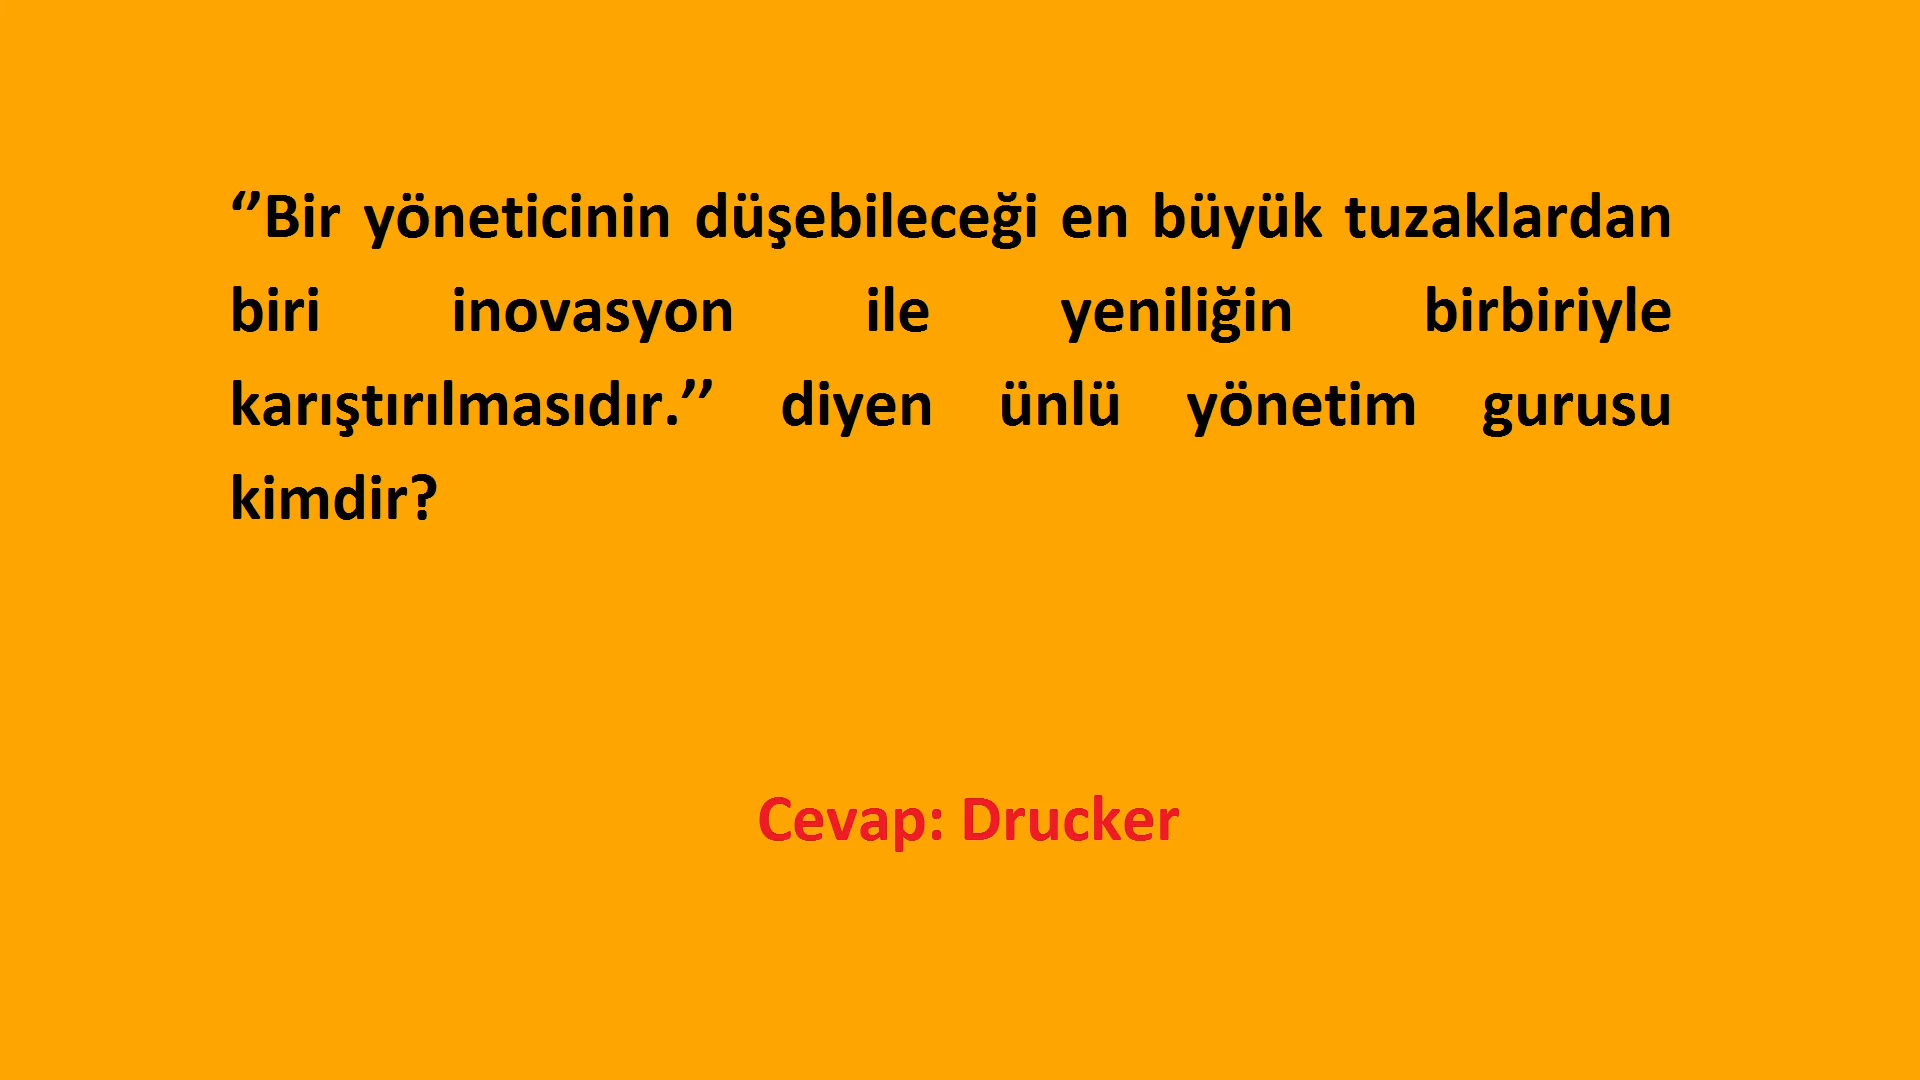 ‘’Bir yöneticinin düşebileceği en büyük tuzaklardan
biri inovasyon ile yeniliğin birbiriyle
karıştırılmasıdır.’’ diyen ünlü yönetim gurusu
kimdir?
Cevap: Drucker